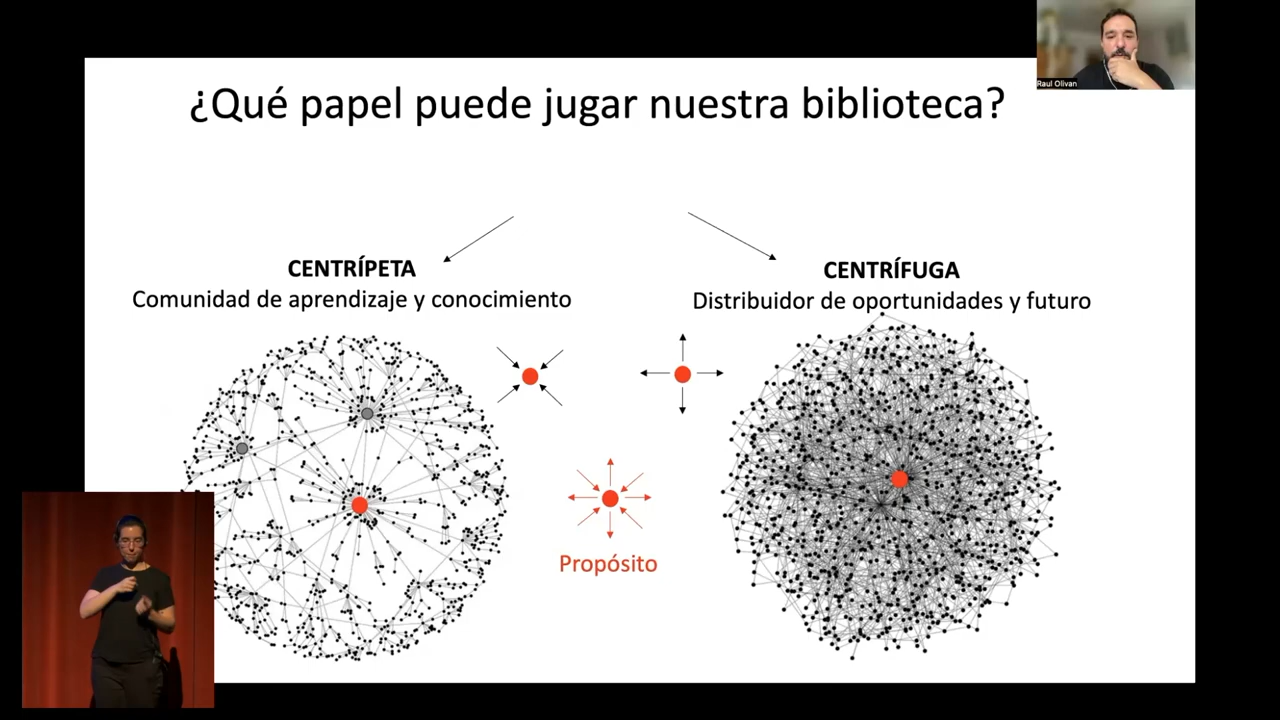 ¿Qué papel puede jugar nuestra biblioteca?
Raul Olivan
CENTRÍPETA
Comunidad de aprendizaje y conocimiento
CENTRÍFUGA
Distribuidor de oportunidades y futuro
Propósito